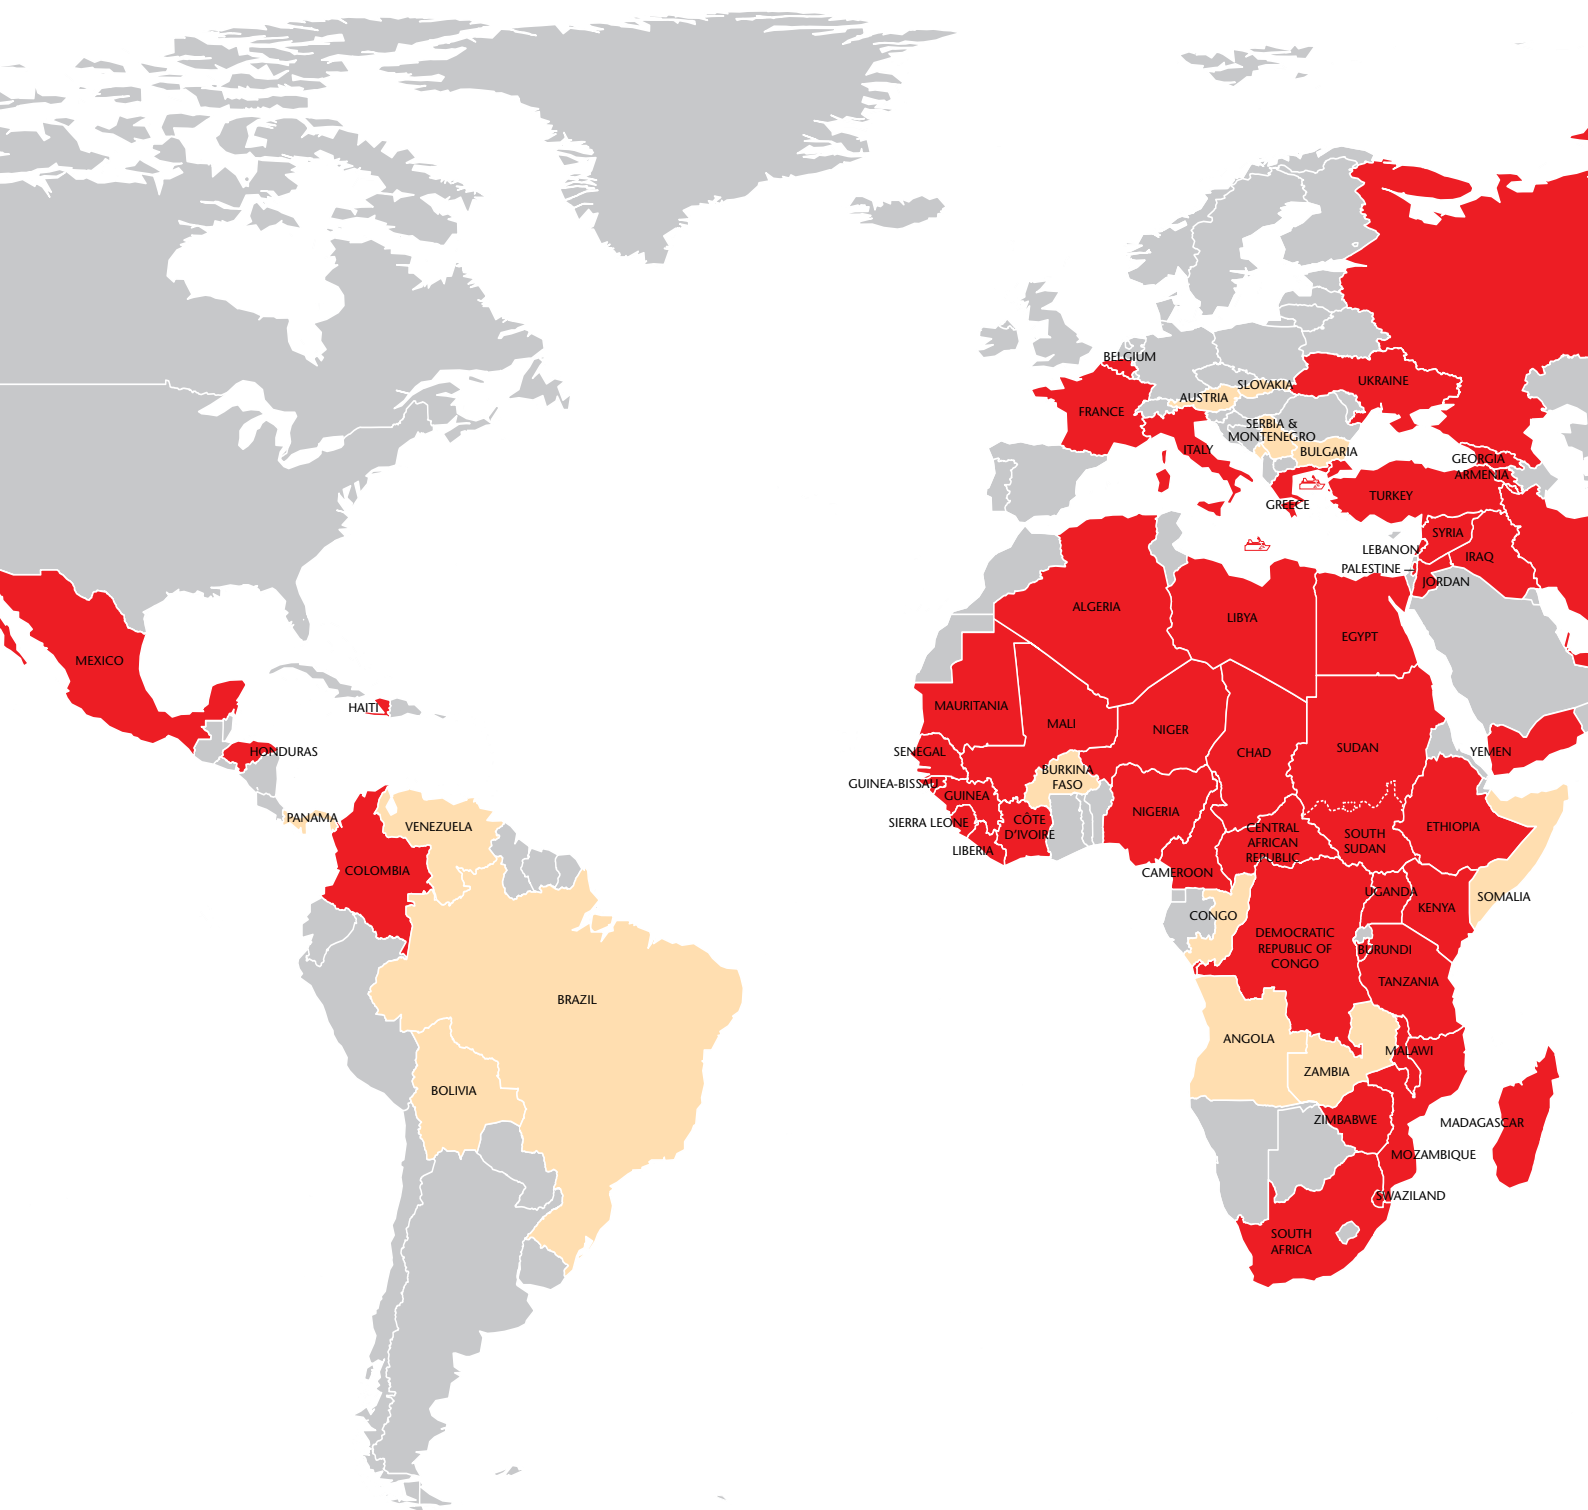 BELGIUM
SLOVAKIA
UKRAINE
AUSTRIA
FRANCE
SERBIA &
MONTENEGRO
ITALY
BULGARIA
GEORGIA
ARMENIA
TURKEY
GREECE
SYRIA
LEBANON
IRAQ
PALESTINE
JORDAN
ALGERIA
LIBYA
EGYPT
MEXICO
HAITI
MAURITANIA
MALI
NIGER
CHAD
SUDAN
YEMEN
HONDURAS
SENEGAL
BURKINA
FASO
GUINEA-BISSAU
GUINEA
NIGERIA
PANAMA
VENEZUELA
SIERRA LEONE
CÔTE
D'IVOIRE
CENTRAL
AFRICAN
REPUBLIC
SOUTH
SUDAN
ETHIOPIA
LIBERIA
COLOMBIA
CAMEROON
UGANDA
KENYA
SOMALIA
CONGO
DEMOCRATIC
REPUBLIC OF
CONGO
BURUNDI
TANZANIA
BRAZIL
ANGOLA
MALAWI
ZAMBIA
BOLIVIA
ZIMBABWE
MADAGASCAR
MOZAMBIQUE
SWAZILAND
SOUTH
AFRICA